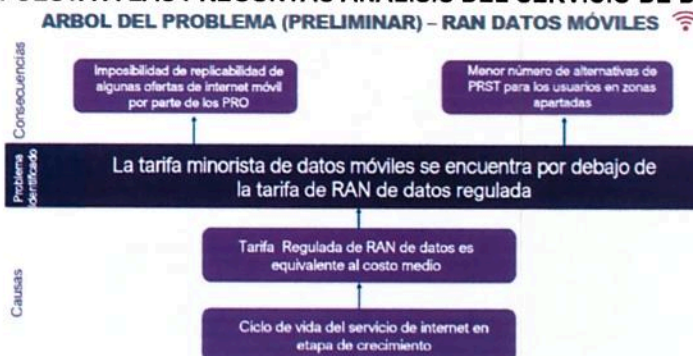 ARBOL DEL PROBLEMA (PRELIMINAR) – RAN DATOS MÓVILES
Consecuencias
Imposibilidad de replicabilidad de
algunas ofertas de internet móvil
por parte de los PRO
Menor número de alternativas de
PRST para los usuarios en zonas
apartadas
Problema
identificado
La tarifa minorista de datos móviles se encuentra por debajo de
la tarifa de RAN de datos regulada
Causas
Tarifa Regulada de RAN de datos es
equivalente al costo medio
Ciclo de vida del servicio de internet en
etapa de crecimiento